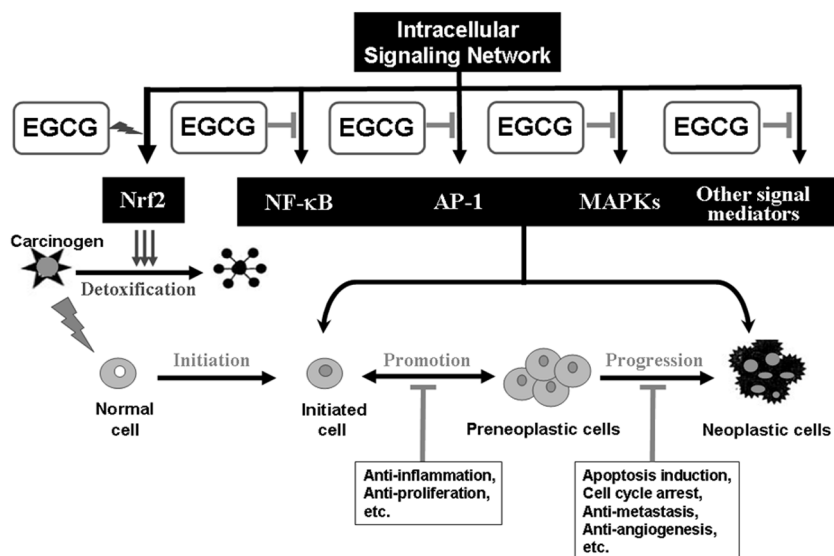 Intracellular
Signaling Network
EGCG
EGCG
EGCG
EGCG
EGCG
Nrf2
NF-κB
AP-1
MAPKs
Other signal
mediators
Carcinogen
Detoxification
Initiation
Promotion
Progression
Normal
cell
Initiated
cell
Preneoplastic cells
Neoplastic cells
Anti-inflammation,
Anti-proliferation,
etc.
Apoptosis induction,
Cell cycle arrest,
Anti-metastasis,
Anti-angiogenesis,
etc.